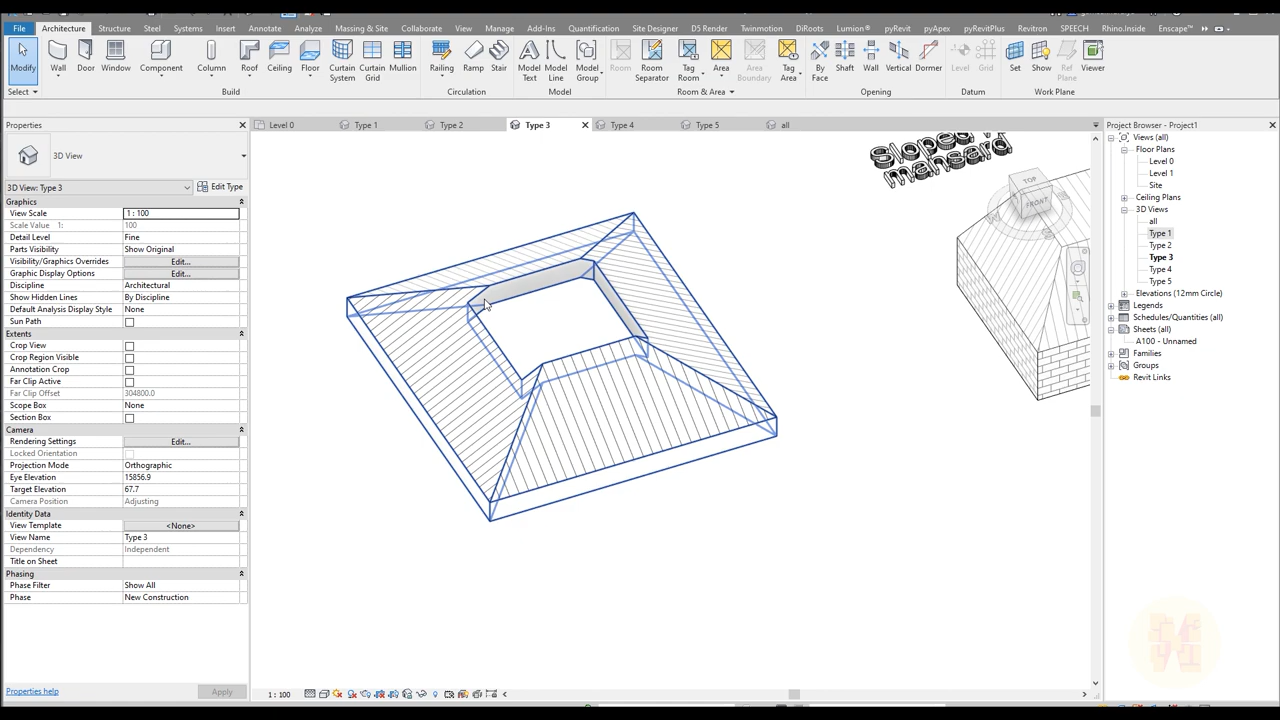 File Architecture Structure Steel Systems Insert Annotate Analyze Massing & Site Collaborate View Manage Add-Ins Quantification Site Designer D5 Render Twinmotion DiRoots Lumion® pyRevit pyApex pyRevitPlus Revitron SPEECH Rhino.Inside Enscape™
Modify Wall Door Window Component Column Roof Ceiling Floor Curtain System Curtain Grid Mullion Railing Ramp Stair Model Text Model Line Model Group Room Room Separator Tag Room Area Area Boundary Tag Area By Face Shaft Wall Vertical Dormer Level Grid Set Show Ref Plane Viewer
Select Build Circulation Model Room & Area Opening Datum Work Plane
Properties
Level 0 Type 1 Type 2 Type 3 Type 4 Type 5 all
Project Browser - Project1
3D View
3D View: Type 3 Edit Type
Graphics
View Scale 1 : 100
Scale Value 1: 100
Detail Level Fine
Parts Visibility Show Original
Visibility/Graphics Overrides Edit...
Graphic Display Options Edit...
Discipline Architectural
Show Hidden Lines By Discipline
Default Analysis Display Style None
Sun Path
Extents
Crop View
Crop Region Visible
Annotation Crop
Far Clip Active
Far Clip Offset 304800.0
Scope Box None
Section Box
Camera
Rendering Settings Edit...
Locked Orientation
Projection Mode Orthographic
Eye Elevation 15856.9
Target Elevation 67.7
Camera Position Adjusting
Identity Data
View Template <None>
View Name Type 3
Dependency Independent
Title on Sheet
Phasing
Phase Filter Show All
Phase New Construction
Properties help Apply
mansard
TOP
FRONT
Views (all)
Floor Plans
Level 0
Level 1
Site
Ceiling Plans
3D Views
all
Type 1
Type 2
Type 3
Type 4
Type 5
Elevations (12mm Circle)
Legends
Schedules/Quantities (all)
Sheets (all)
A100 - Unnamed
Families
Groups
Revit Links
1 : 100